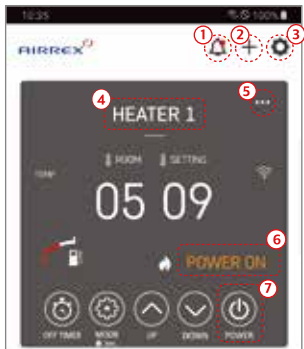 10:35 100%
AIRREX
1 2 3
4 5
HEATER 1
ROOM SETTING
TEMP
05 09
6
POWER ON
7
OFF TIMER MODE UP DOWN POWER